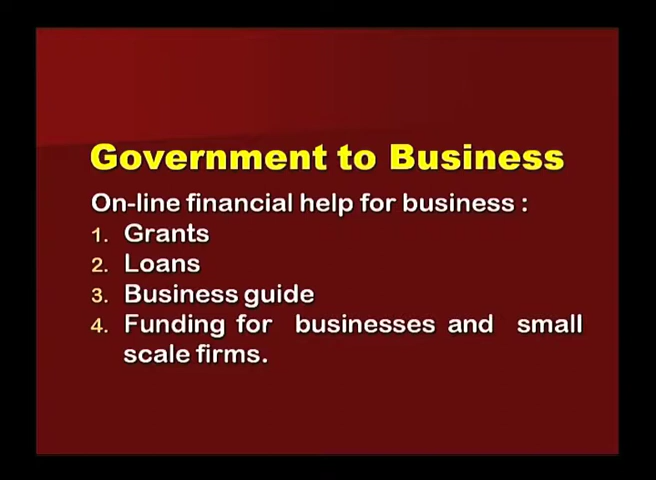 Government to Business
On-line financial help for business :
1. Grants
2. Loans
3. Business guide
4. Funding for businesses and small
scale firms.